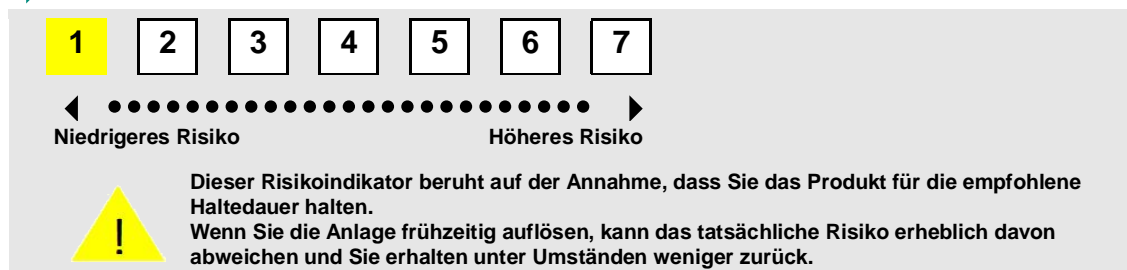 1 2 3 4 5 6 7
Niedrigeres Risiko Höheres Risiko
Dieser Risikoindikator beruht auf der Annahme, dass Sie das Produkt für die empfohlene
Haltedauer halten.
Wenn Sie die Anlage frühzeitig auflösen, kann das tatsächliche Risiko erheblich davon
abweichen und Sie erhalten unter Umständen weniger zurück.
!